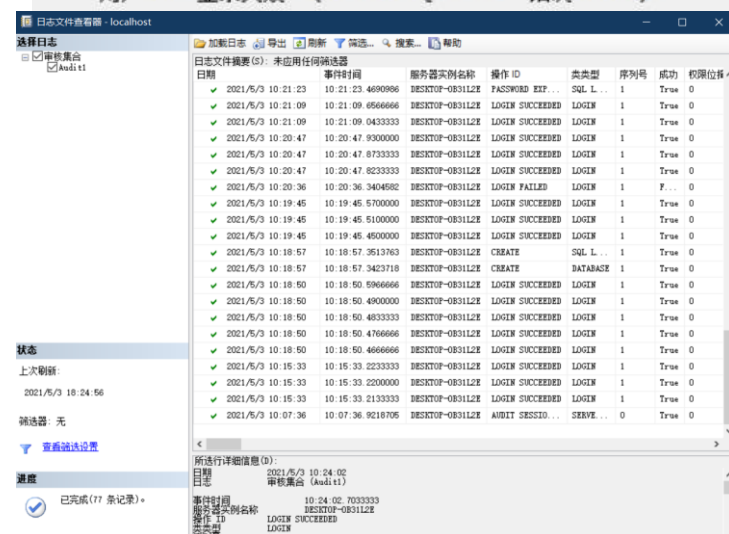 日志文件查看器 - localhost
选择日志
审核集合
Audit1
加载日志 导出 刷新 筛选... 搜索... 帮助
日志文件摘要(S): 未应用任何筛选器
日期 事件时间 服务器实例名称 操作 ID 类类型 序列号 成功 权限位掩
2021/5/3 10:21:23 10:21:23.4690986 DESKTOP-0B31L2E PASSWORD EXP... SQL L... 1 True 0
2021/5/3 10:21:09 10:21:09.6566666 DESKTOP-0B31L2E LOGIN SUCCEEDED LOGIN 1 True 0
2021/5/3 10:21:09 10:21:09.0433333 DESKTOP-0B31L2E LOGIN SUCCEEDED LOGIN 1 True 0
2021/5/3 10:20:47 10:20:47.9300000 DESKTOP-0B31L2E LOGIN SUCCEEDED LOGIN 1 True 0
2021/5/3 10:20:47 10:20:47.8733333 DESKTOP-0B31L2E LOGIN SUCCEEDED LOGIN 1 True 0
2021/5/3 10:20:47 10:20:47.8233333 DESKTOP-0B31L2E LOGIN SUCCEEDED LOGIN 1 True 0
2021/5/3 10:20:36 10:20:36.3404582 DESKTOP-0B31L2E LOGIN FAILED LOGIN 1 F... 0
2021/5/3 10:19:45 10:19:45.5700000 DESKTOP-0B31L2E LOGIN SUCCEEDED LOGIN 1 True 0
2021/5/3 10:19:45 10:19:45.5100000 DESKTOP-0B31L2E LOGIN SUCCEEDED LOGIN 1 True 0
2021/5/3 10:19:45 10:19:45.4500000 DESKTOP-0B31L2E LOGIN SUCCEEDED LOGIN 1 True 0
2021/5/3 10:18:57 10:18:57.3513763 DESKTOP-0B31L2E CREATE SQL L... 1 True 0
2021/5/3 10:18:57 10:18:57.3423718 DESKTOP-0B31L2E CREATE DATABASE 1 True 0
2021/5/3 10:18:50 10:18:50.5966666 DESKTOP-0B31L2E LOGIN SUCCEEDED LOGIN 1 True 0
2021/5/3 10:18:50 10:18:50.4900000 DESKTOP-0B31L2E LOGIN SUCCEEDED LOGIN 1 True 0
2021/5/3 10:18:50 10:18:50.4833333 DESKTOP-0B31L2E LOGIN SUCCEEDED LOGIN 1 True 0
2021/5/3 10:18:50 10:18:50.4766666 DESKTOP-0B31L2E LOGIN SUCCEEDED LOGIN 1 True 0
2021/5/3 10:18:50 10:18:50.4666666 DESKTOP-0B31L2E LOGIN SUCCEEDED LOGIN 1 True 0
2021/5/3 10:15:33 10:15:33.2233333 DESKTOP-0B31L2E LOGIN SUCCEEDED LOGIN 1 True 0
2021/5/3 10:15:33 10:15:33.2200000 DESKTOP-0B31L2E LOGIN SUCCEEDED LOGIN 1 True 0
2021/5/3 10:15:33 10:15:33.2133333 DESKTOP-0B31L2E LOGIN SUCCEEDED LOGIN 1 True 0
2021/5/3 10:07:36 10:07:36.9218705 DESKTOP-0B31L2E AUDIT SESSIO... SERVE... 0 True 0
状态
上次刷新:
2021/5/3 18:24:56
筛选器: 无
查看筛选设置
进度
已完成(77 条记录)。
所选行详细信息(D):
日期 2021/5/3 10:24:02
日志 审核集合 (Audit1)
事件时间 10:24:02.7033333
服务器实例名称 DESKTOP-0B31L2E
操作 ID LOGIN SUCCEEDED
类类型 LOGIN